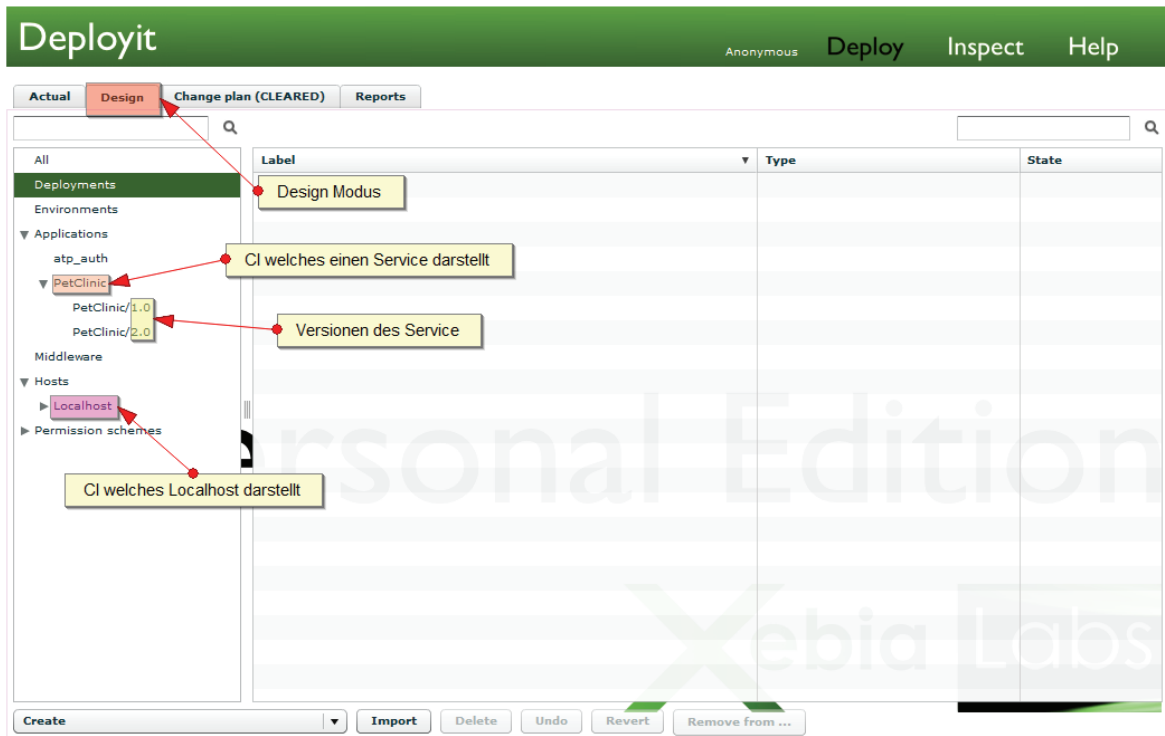 Deployit
Anonymous Deploy Inspect Help
Actual Design Change plan (CLEARED) Reports
All
Deployments
Environments
Applications
atp_auth
PetClinic
PetClinic/1.0
PetClinic/2.0
Middleware
Hosts
Localhost
Permission schemes
Label Type State
Design Modus
CI welches einen Service darstellt
Versionen des Service
CI welches Localhost darstellt
ersonal Edition
Xebia Labs
Create Import Delete Undo Revert Remove from ...